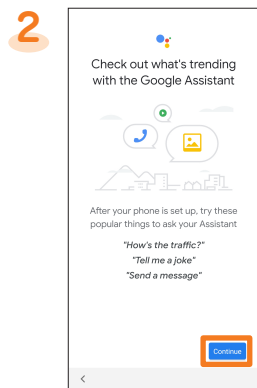 2
Check out what's trending
with the Google Assistant
After your phone is set up, try these
popular things to ask your Assistant
"How's the traffic?"
"Tell me a joke"
"Send a message"
Continue